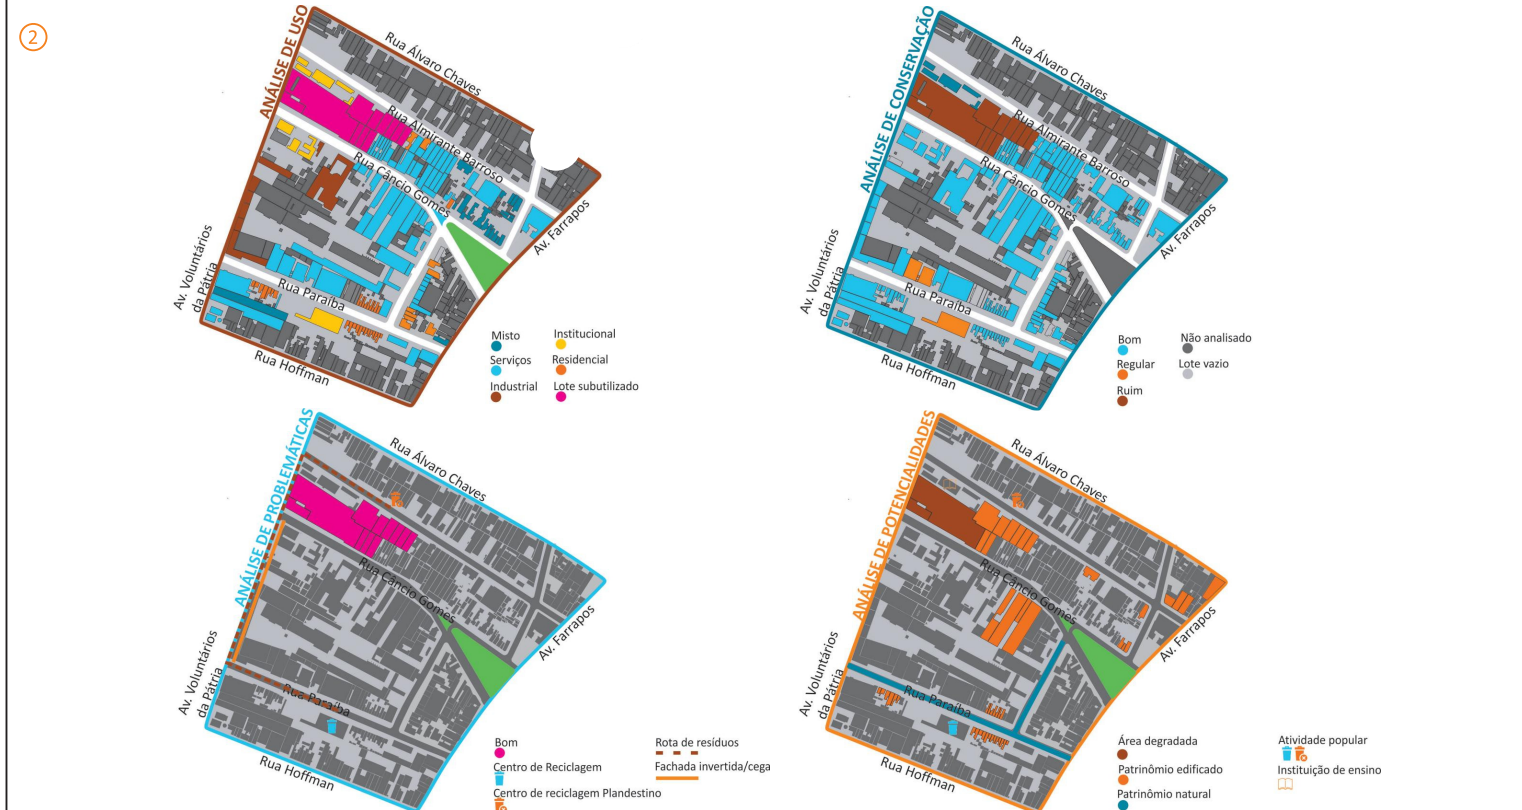 2
ANÁLISE DE USO
Rua Álvaro Chaves
Rua Almirante Barroso
Rua Câncio Gomes
Av. Farrapos
Av. Voluntários
da Pátria
Rua Paraíba
Rua Hoffman
Misto
Institucional
Serviços
Residencial
Industrial
Lote subutilizado
ANÁLISE DE CONSERVAÇÃO
Rua Álvaro Chaves
Rua Almirante Barroso
Rua Câncio Gomes
Av. Farrapos
Av. Voluntários
da Pátria
Rua Paraíba
Rua Hoffman
Bom
Não analisado
Regular
Lote vazio
Ruim
ANÁLISE DE PROBLEMÁTICAS
Rua Álvaro Chaves
Rua Câncio Gomes
Av. Farrapos
Av. Voluntários
da Pátria
Rua Paraíba
Rua Hoffman
Bom
Rota de resíduos
Centro de Reciclagem
Fachada invertida/cega
Centro de reciclagem Plandestino
ANÁLISE DE POTENCIALIDADES
Rua Álvaro Chaves
Rua Câncio Gomes
Av. Farrapos
Av. Voluntários
da Pátria
Rua Paraíba
Rua Hoffman
Área degradada
Atividade popular
Patrinômio edificado
Instituição de ensino
Patrinômio natural